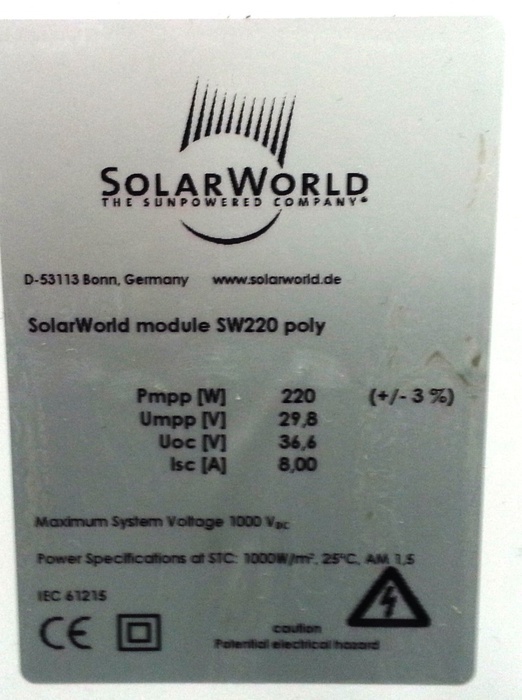 SOLARWORLD
THE SUNPOWERED COMPANY®
D-53113 Bonn, Germany www.solarworld.de
SolarWorld module SW220 poly
Pmpp [W] 220 (+/- 3 %)
Umpp [V] 29,8
Uoc [V] 36,6
Isc [A] 8,00
Maximum System Voltage 1000 VDC
Power Specifications at STC: 1000W/m², 25°C, AM 1,5
IEC 61215
CE
caution
Potential electrical hazard